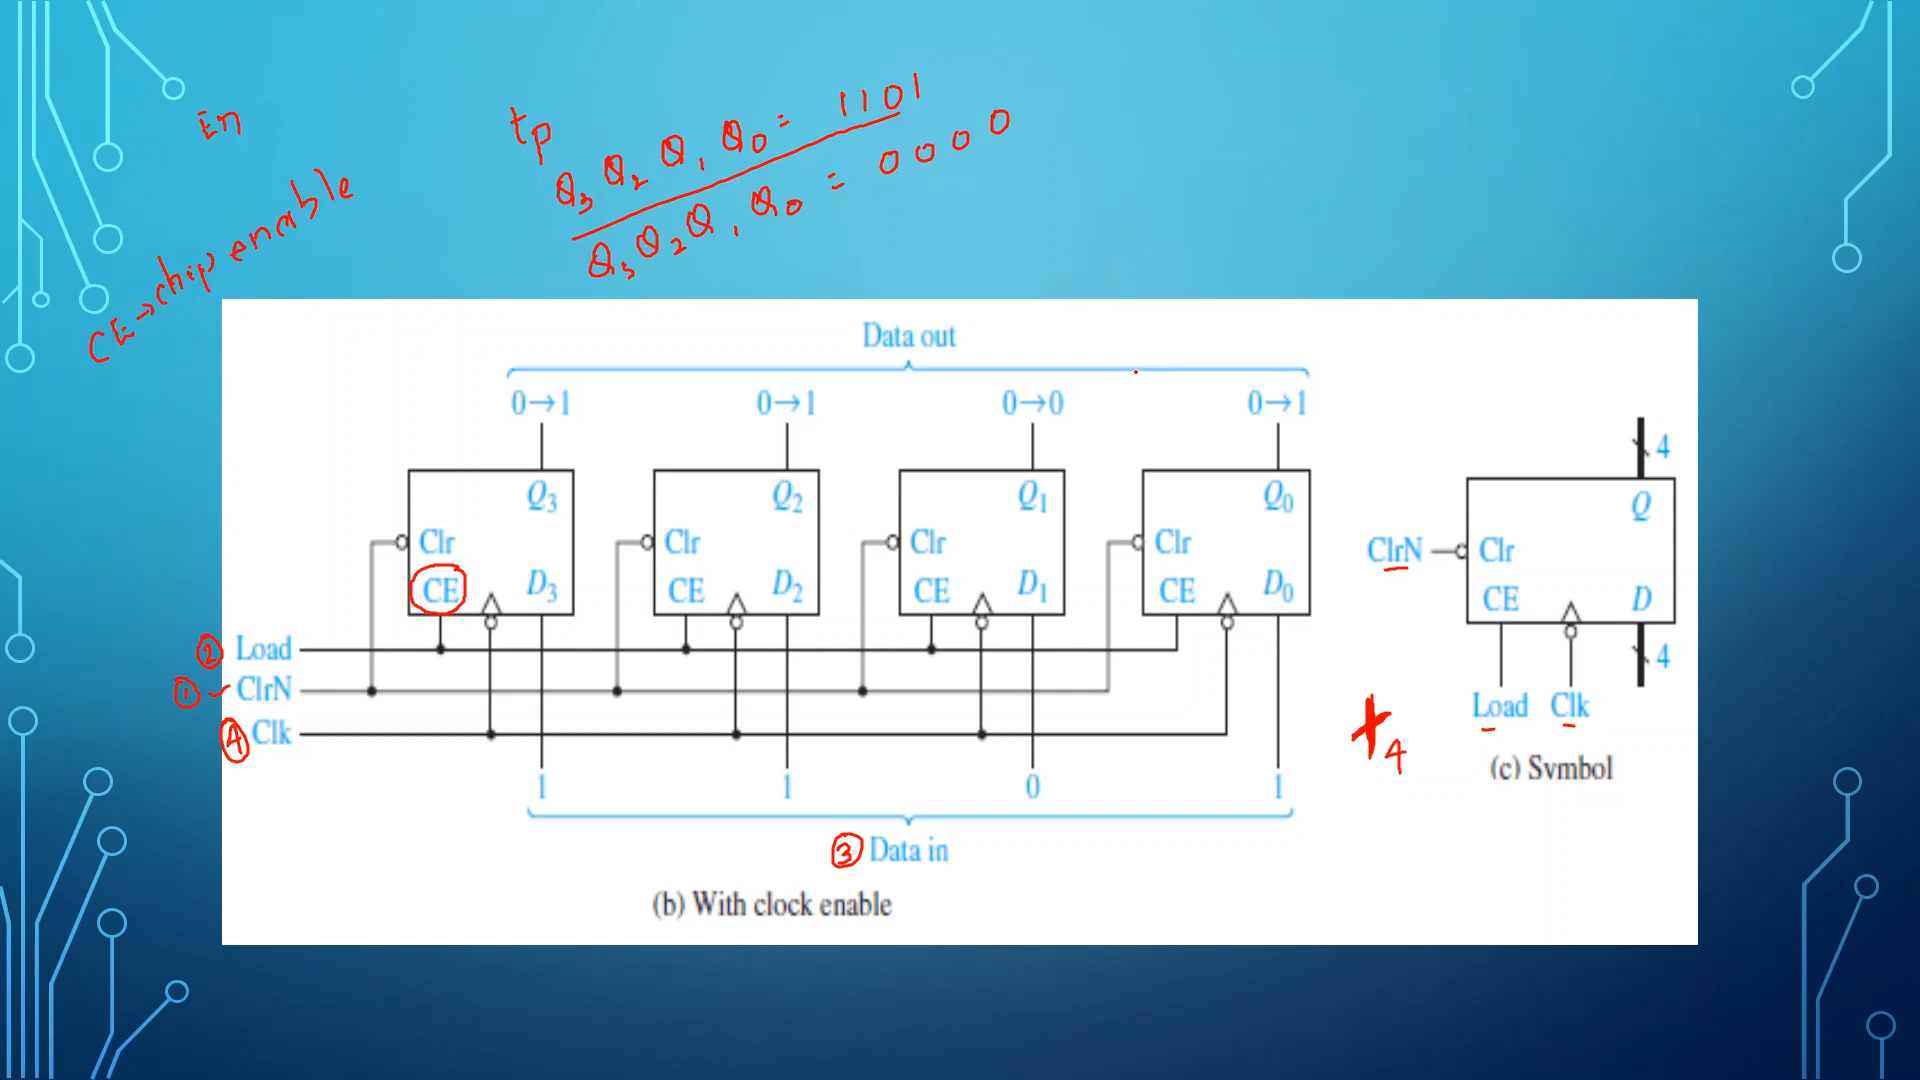 En
CE→chip enable
tp
Q3 Q2 Q1 Q0 = 1101
Q3 Q2 Q1 Q0 = 0000
Data out
0→1 0→1 0→0 0→1
Q3 Q2 Q1 Q0
Clr Clr Clr Clr
CE D3 CE D2 CE D1 CE D0
② Load
① ClrN
④ Clk
1 1 0 1
③ Data in
(b) With clock enable
4
Q
ClrN Clr
CE D
4
Load Clk
4
(c) Symbol